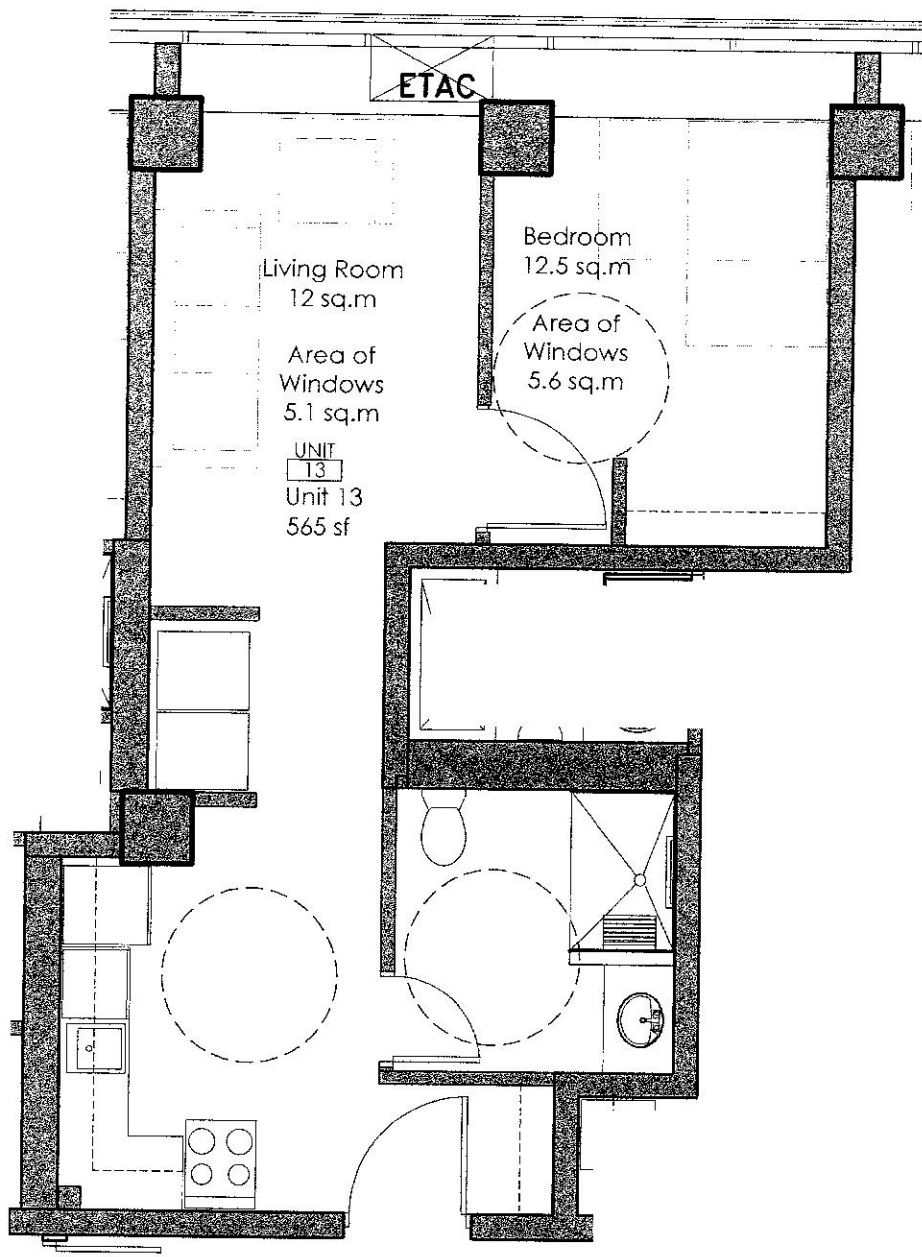 ETAC
Living Room
12 sq.m
Area of
Windows
5.1 sq.m
UNIT
13
Unit 13
565 sf
Bedroom
12.5 sq.m
Area of
Windows
5.6 sq.m